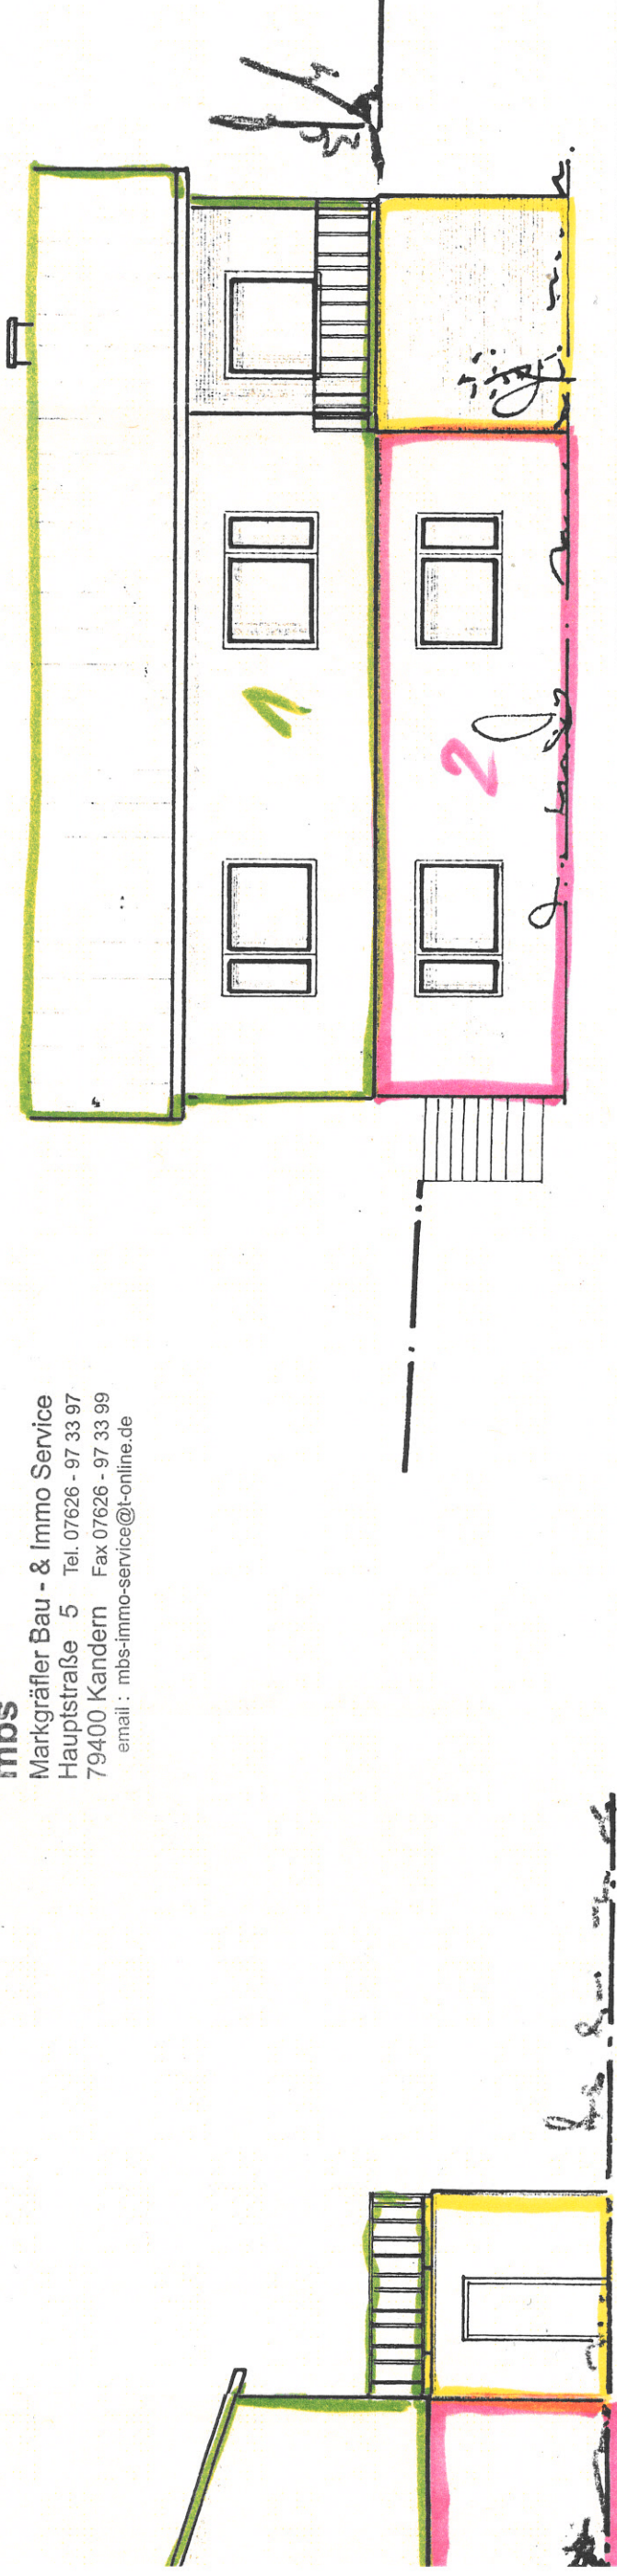 1
2
mbs
Markgräfler Bau - & Immo Service
Hauptstraße 5 Tel. 07626 - 97 33 97
79400 Kandern Fax 07626 - 97 33 99
email : mbs-immo-service@t-online.de